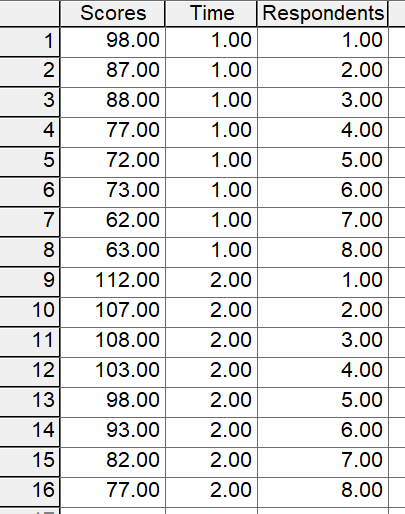 Scores Time Respondents
1 98.00 1.00 1.00
2 87.00 1.00 2.00
3 88.00 1.00 3.00
4 77.00 1.00 4.00
5 72.00 1.00 5.00
6 73.00 1.00 6.00
7 62.00 1.00 7.00
8 63.00 1.00 8.00
9 112.00 2.00 1.00
10 107.00 2.00 2.00
11 108.00 2.00 3.00
12 103.00 2.00 4.00
13 98.00 2.00 5.00
14 93.00 2.00 6.00
15 82.00 2.00 7.00
16 77.00 2.00 8.00